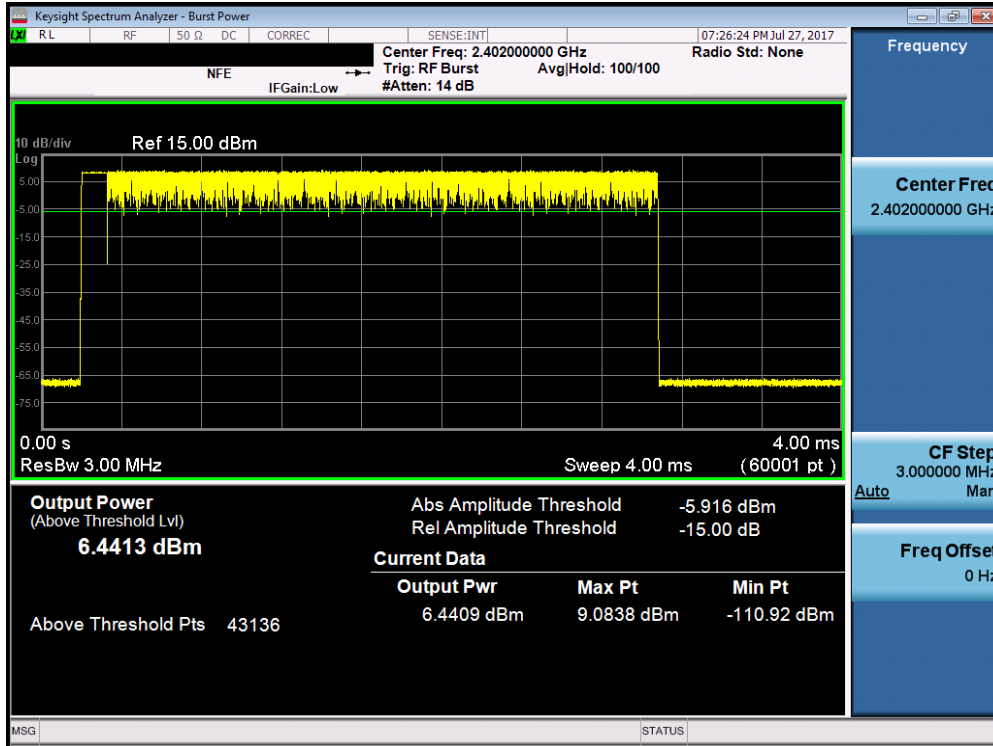 Keysight Spectrum Analyzer - Burst Power
LXI RL RF 50 Ω DC CORREC SENSE:INT 07:26:24 PM Jul 27, 2017
Center Freq: 2.402000000 GHz Radio Std: None
NFE Trig: RF Burst Avg|Hold: 100/100
IFGain:Low #Atten: 14 dB
10 dB/div Ref 15.00 dBm
Log
5.00
-5.00
-15.0
-25.0
-35.0
-45.0
-55.0
-65.0
-75.0
0.00 s 4.00 ms
ResBw 3.00 MHz Sweep 4.00 ms (60001 pt)
Output Power
(Above Threshold Lvl)
6.4413 dBm
Above Threshold Pts 43136
Abs Amplitude Threshold -5.916 dBm
Rel Amplitude Threshold -15.00 dB
Current Data
Output Pwr Max Pt Min Pt
6.4409 dBm 9.0838 dBm -110.92 dBm
MSG STATUS
Frequency
Center Freq
2.402000000 GHz
CF Step
3.000000 MHz
Auto Man
Freq Offset
0 Hz